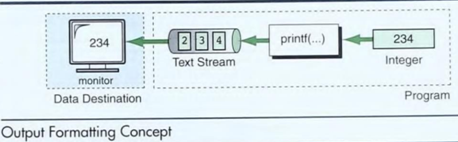 234
2 3 4
printf(...)
234
monitor
Text Stream
Integer
Data Destination
Program
Output Formatting Concept